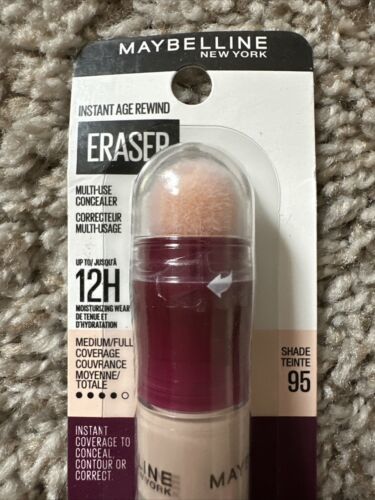 MAYBELLINE
NEW YORK
INSTANT AGE REWIND
ERASER
MULTI-USE
CONCEALER
CORRECTEUR
MULTI-USAGE
UP TO/ JUSQU'À
12H
MOISTURIZING WEAR
DE TENUE ET
D'HYDRATATION
MEDIUM/FULL
COVERAGE
COUVRANCE
MOYENNE/
TOTALE
SHADE
TEINTE
95
INSTANT
COVERAGE TO
CONCEAL,
CONTOUR OR
CORRECT.
LLINE
NEW YORK
MAYB